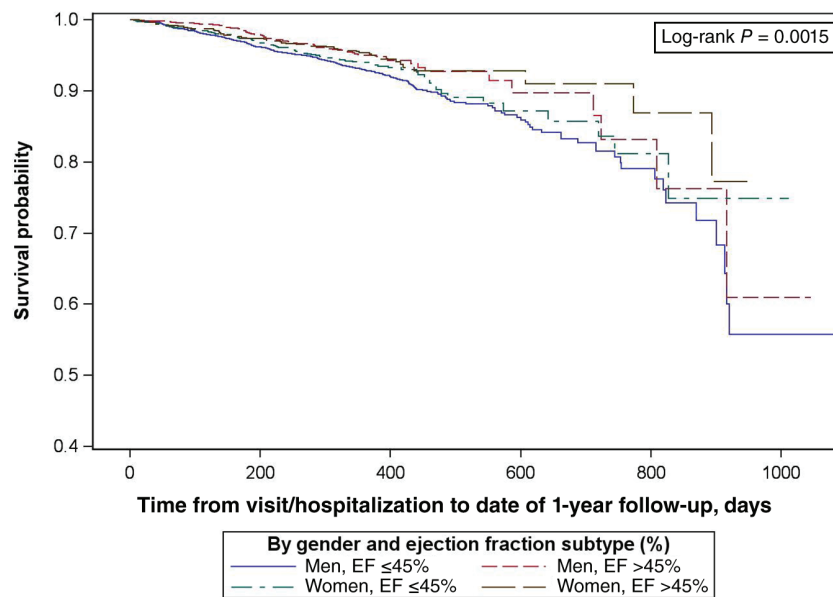 1.0
Log-rank P = 0.0015
0.9
0.8
0.7
0.6
0.5
0.4
Survival probability
0 200 400 600 800 1000
Time from visit/hospitalization to date of 1-year follow-up, days
By gender and ejection fraction subtype (%)
Men, EF ≤45% Men, EF >45%
Women, EF ≤45% Women, EF >45%